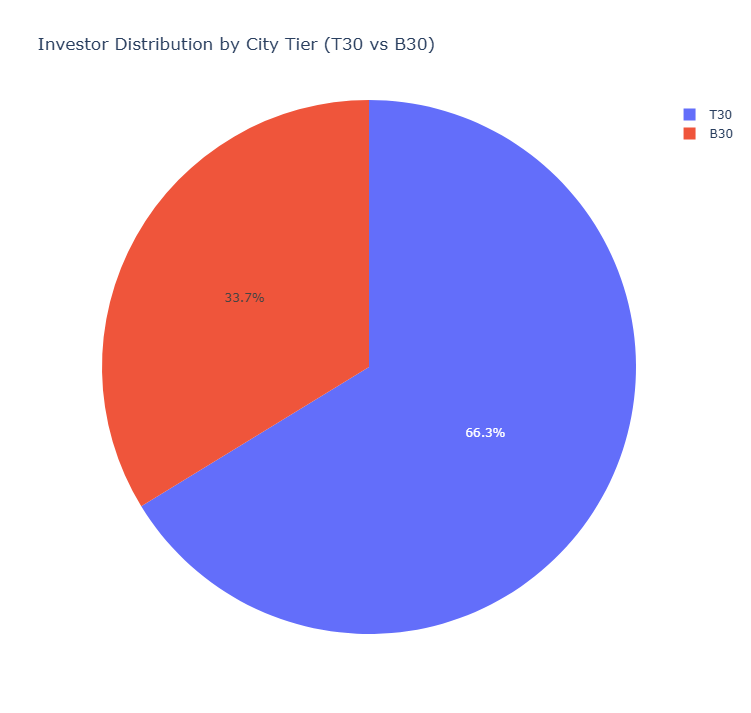 Investor Distribution by City Tier (T30 vs B30)
T30
B30
33.7%
66.3%